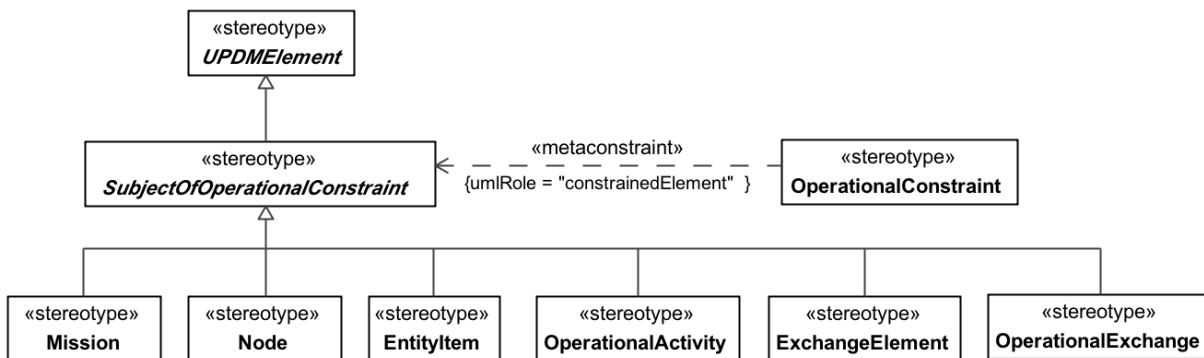 «stereotype»
UPDMElement
«stereotype»
SubjectOfOperationalConstraint
«metaconstraint»
{umlRole = "constrainedElement"  }
«stereotype»
OperationalConstraint
«stereotype»
Mission
«stereotype»
Node
«stereotype»
EntityItem
«stereotype»
OperationalActivity
«stereotype»
ExchangeElement
«stereotype»
OperationalExchange